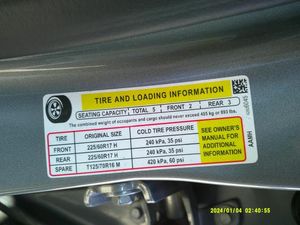 TIRE AND LOADING INFORMATION
SEATING CAPACITY TOTAL 5 FRONT 2 REAR 3
The combined weight of occupants and cargo should never exceed 405 kg or 893 lbs.
TIRE ORIGINAL SIZE COLD TIRE PRESSURE
FRONT 225/60R17 H 240 kPa, 35 psi
REAR 225/60R17 H 240 kPa, 35 psi
SPARE T125/70R16 M 420 kPa, 60 psi
SEE OWNER'S
MANUAL FOR
ADDITIONAL
INFORMATION
AAMH
2024/01/04 02:40:55